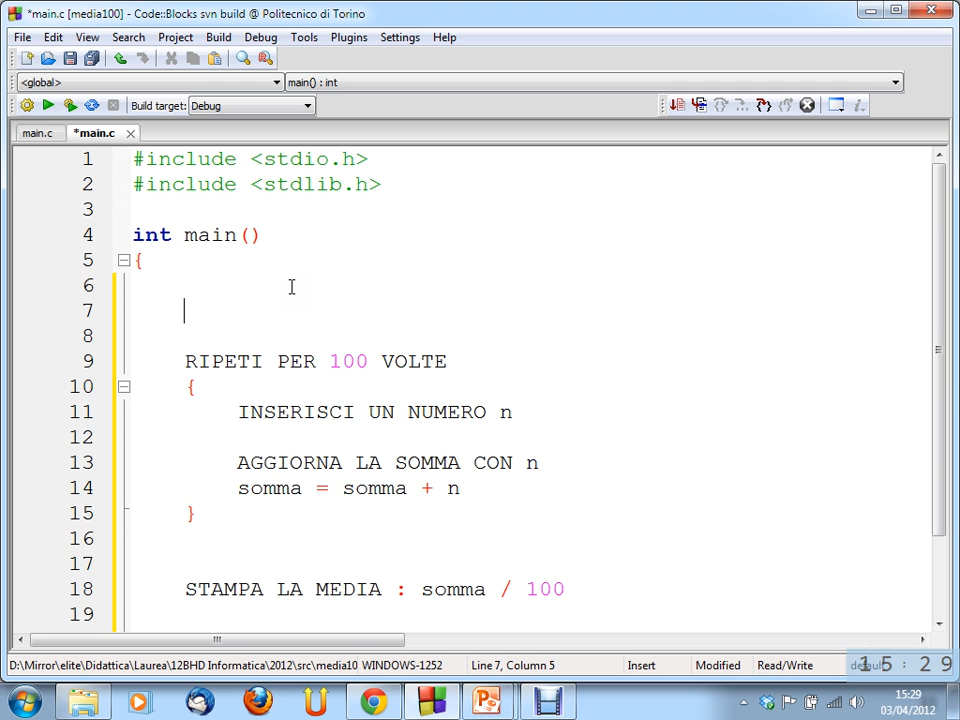 *main.c [media100] - Code::Blocks svn build @ Politecnico di Torino
File Edit View Search Project Build Debug Tools Plugins Settings Help
<global> main() : int
Build target: Debug
main.c *main.c
1 #include <stdio.h>
2 #include <stdlib.h>
3
4 int main()
5 {
6
7
8
9 RIPETI PER 100 VOLTE
10 {
11 INSERISCI UN NUMERO n
12
13 AGGIORNA LA SOMMA CON n
14 somma = somma + n
15 }
16
17
18 STAMPA LA MEDIA : somma / 100
19
D:\Mirror\elite\Didattica\Laurea\12BHD Informatica\2012\src\media10 WINDOWS-1252 Line 7, Column 5 Insert Modified Read/Write default
15:29
15:29
03/04/2012